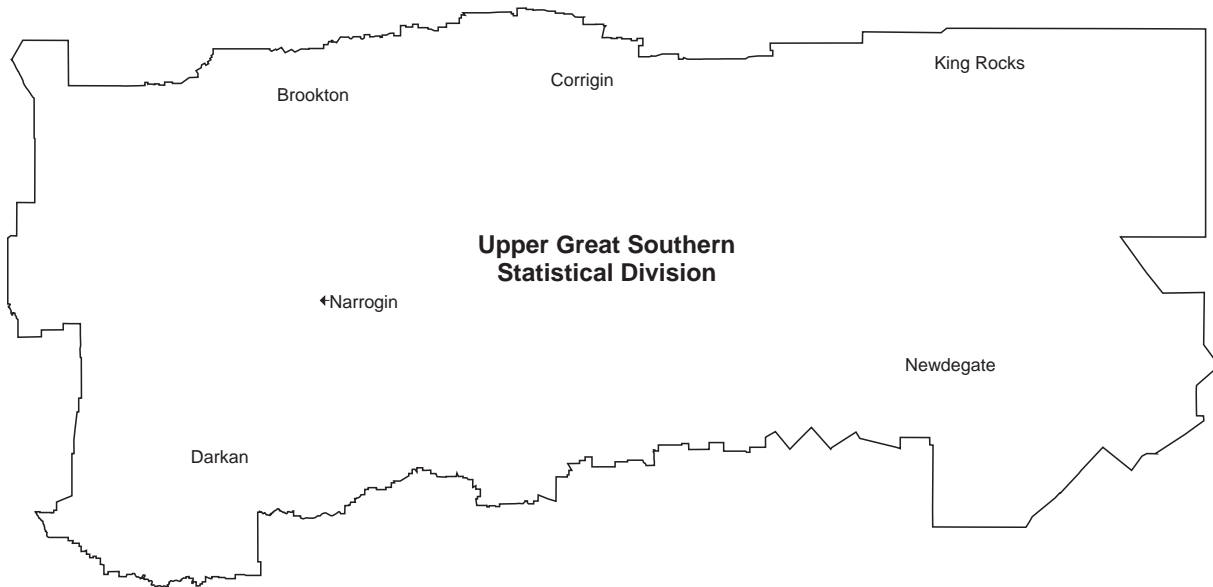 King Rocks
Corrigin
Brookton
Upper Great Southern
Statistical Division
Narrogin
Newdegate
Darkan